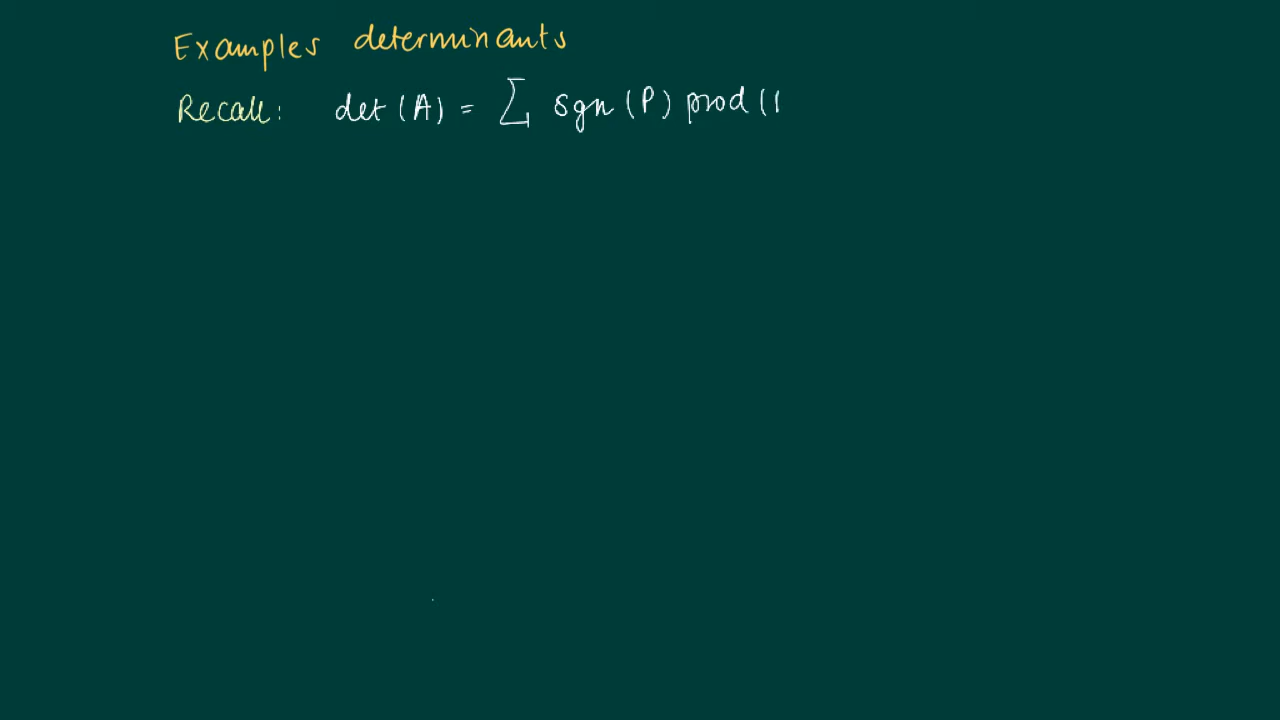 Examples determinants
Recall: det (A) = ∑ sgn (P) prod (